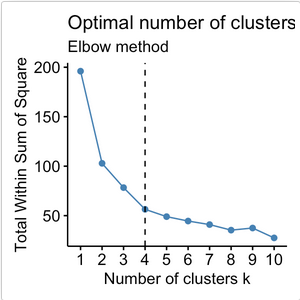 Optimal number of clusters
Elbow method
Total Within Sum of Square
200
150
100
50
1 2 3 4 5 6 7 8 9 10
Number of clusters k